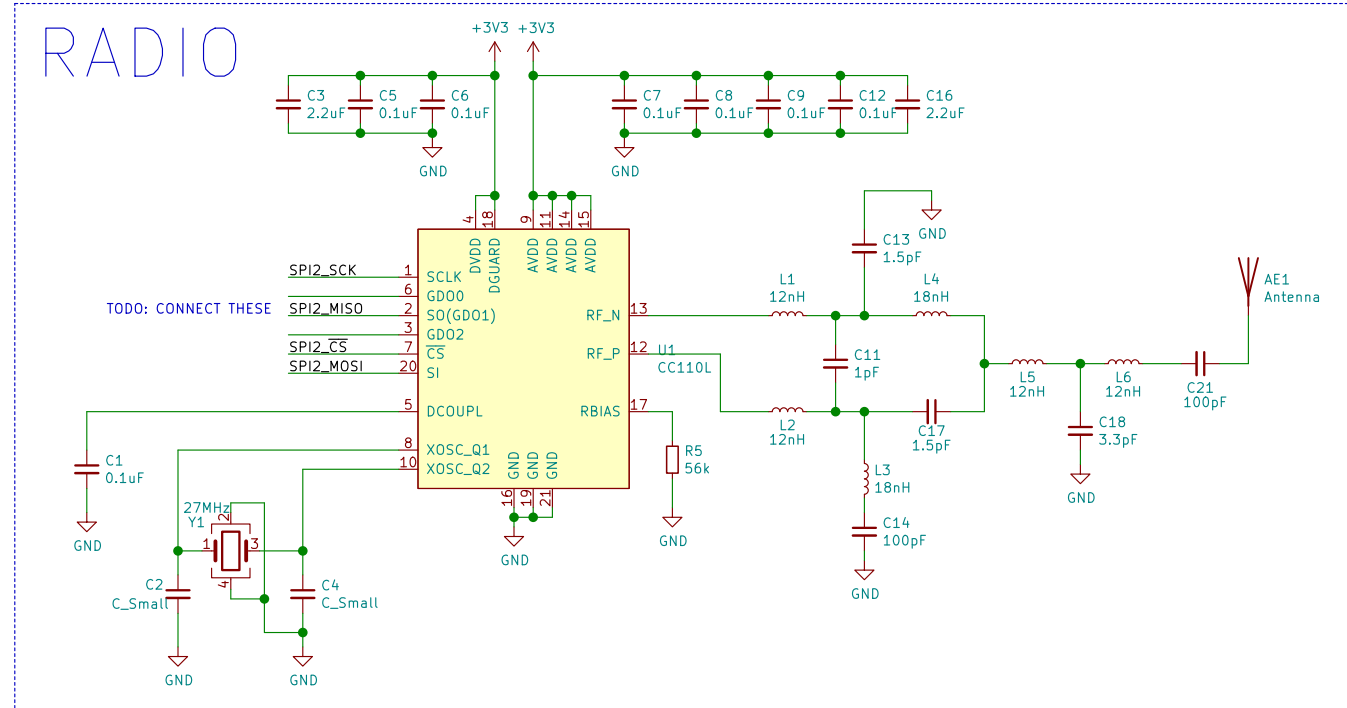 RADIO
+3V3
+3V3
C3
2.2uF
C5
0.1uF
C6
0.1uF
C7
0.1uF
C8
0.1uF
C9
0.1uF
C12
0.1uF
C16
2.2uF
GND
GND
4
18
9
11
14
15
DVDD
DGUARD
AVDD
AVDD
AVDD
AVDD
SPI2_SCK
1
SCLK
6
GDO0
TODO: CONNECT THESE
SPI2_MISO
2
SO(GDO1)
3
GDO2
SPI2_CS
7
CS
SPI2_MOSI
20
SI
5
DCOUPL
8
XOSC_Q1
10
XOSC_Q2
RF_N
13
RF_P
12
U1
CC110L
RBIAS
17
GND
GND
GND
16
19
21
GND
R5
56k
GND
C1
0.1uF
GND
27MHz
Y1
1
2
3
4
C2
C_Small
C4
C_Small
GND
GND
L1
12nH
C13
1.5pF
GND
L4
18nH
C11
1pF
L2
12nH
C17
1.5pF
L3
18nH
C14
100pF
GND
L5
12nH
L6
12nH
C18
3.3pF
GND
C21
100pF
AE1
Antenna